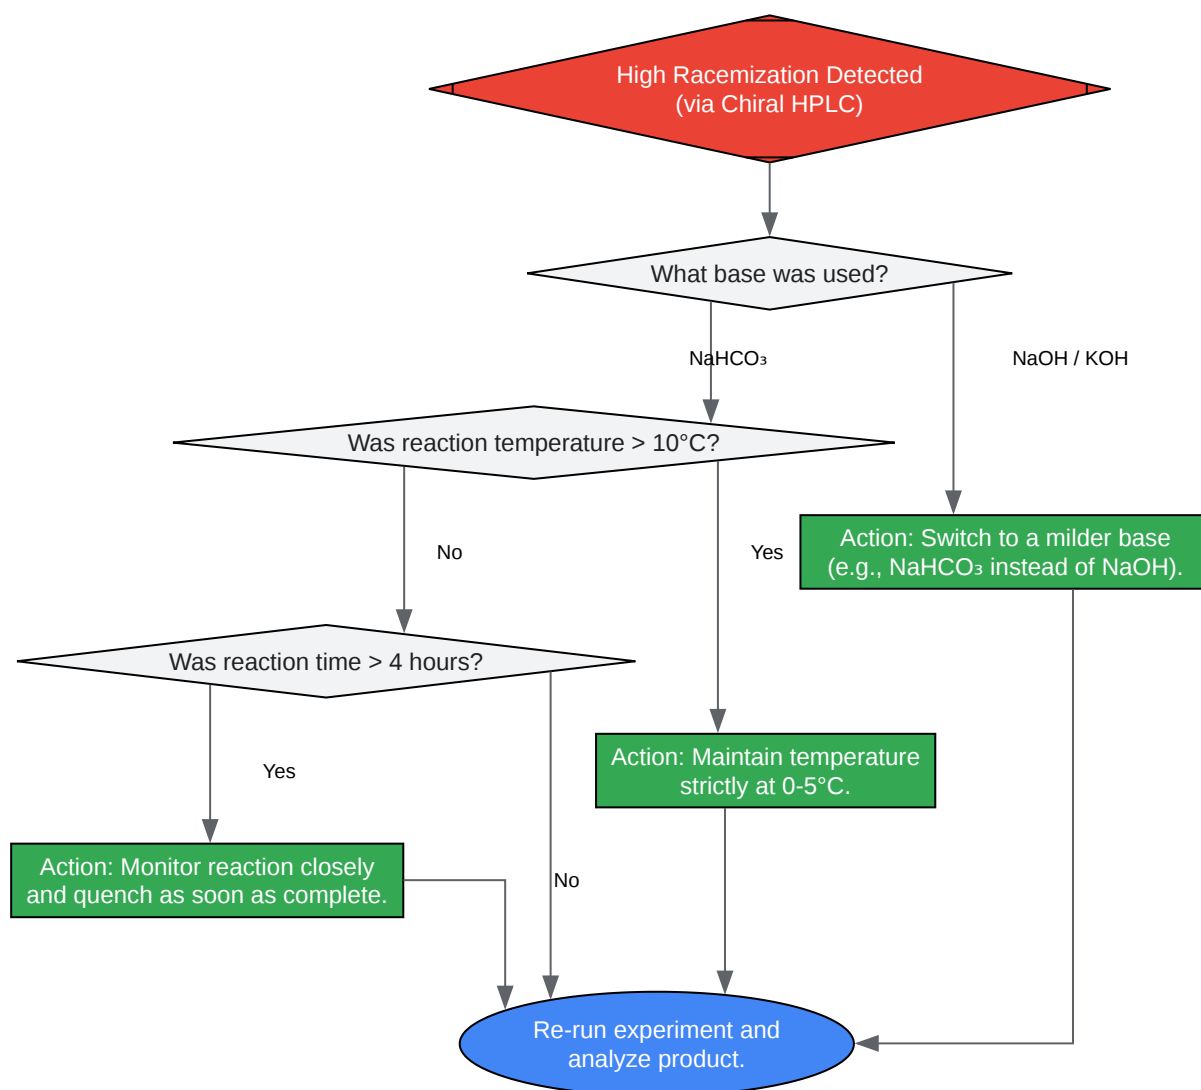 High Racemization Detected
(via Chiral HPLC)
What base was used?
NaHCO₃
NaOH / KOH
Was reaction temperature > 10°C?
No
Yes
Action: Switch to a milder base
(e.g., NaHCO₃ instead of NaOH).
Was reaction time > 4 hours?
Yes
Action: Maintain temperature
strictly at 0-5°C.
Action: Monitor reaction closely
and quench as soon as complete.
No
Re-run experiment and
analyze product.